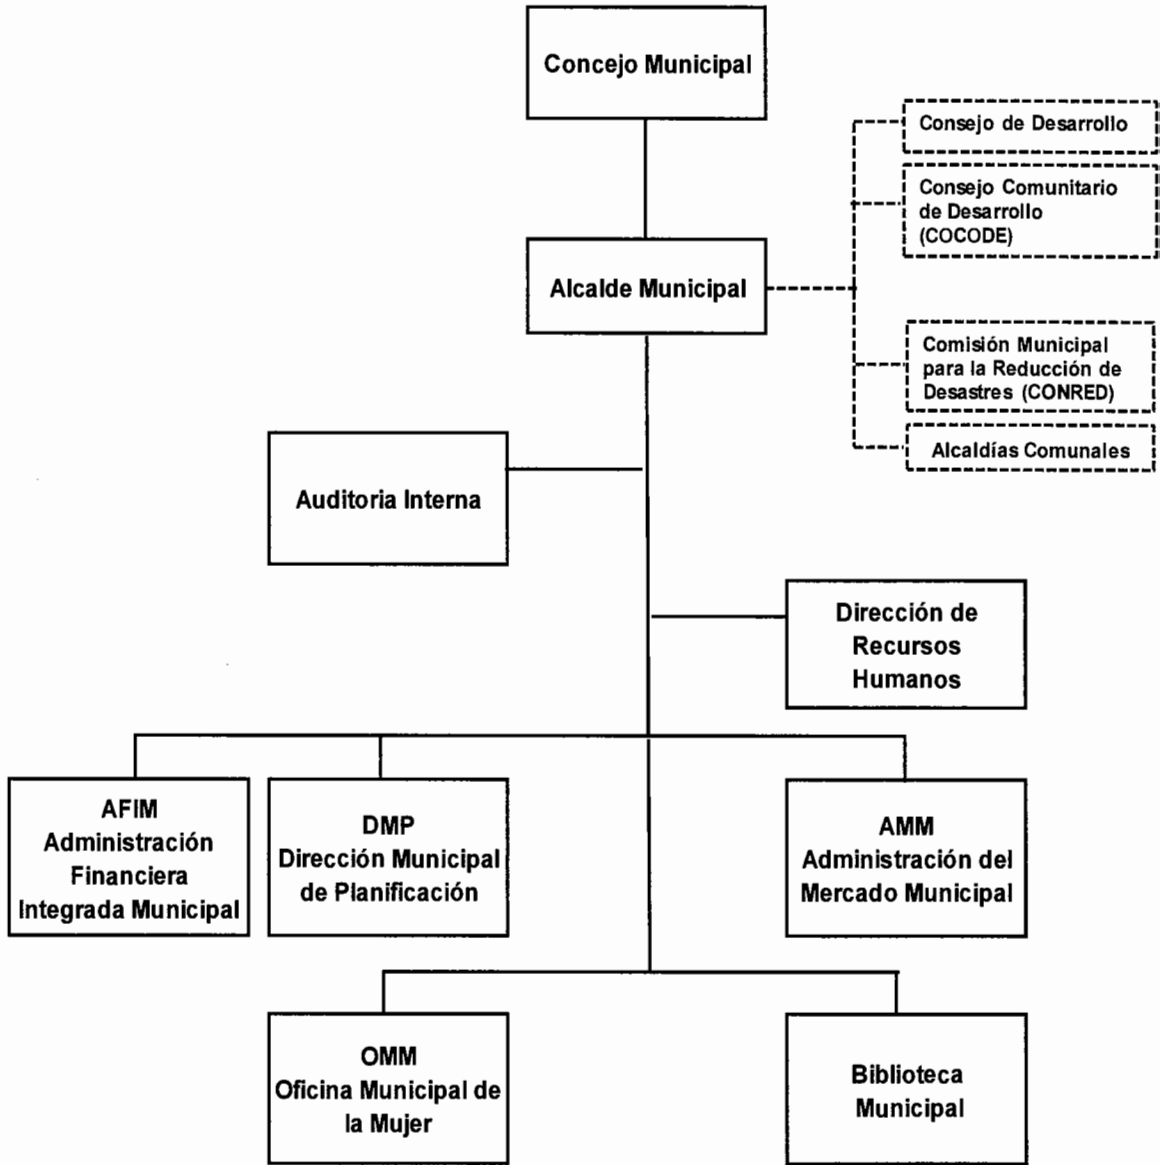 Concejo Municipal
Consejo de Desarrollo
Consejo Comunitario
de Desarrollo
(COCODE)
Alcalde Municipal
Comisión Municipal
para la Reducción de
Desastres (CONRED)
Alcaldías Comunales
Auditoria Interna
Dirección de
Recursos
Humanos
AFIM
Administración
Financiera
Integrada Municipal
DMP
Dirección Municipal
de Planificación
AMM
Administración del
Mercado Municipal
OMM
Oficina Municipal de
la Mujer
Biblioteca
Municipal